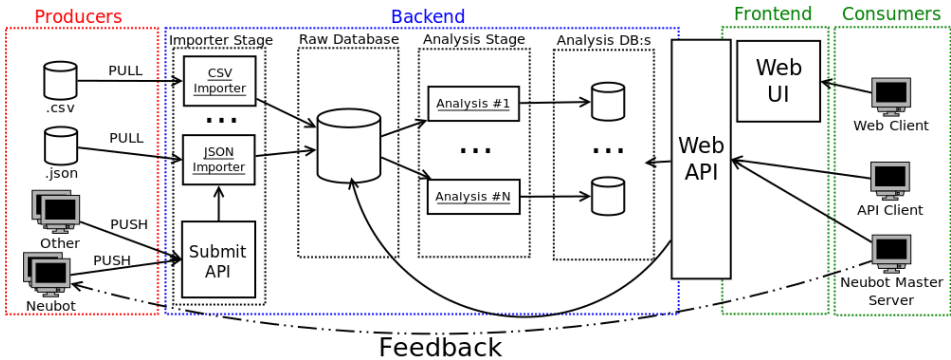 Producers
Backend
Frontend
Consumers
Importer Stage
Raw Database
Analysis Stage
Analysis DB:s
PULL
.csv
CSV
Importer
...
PULL
.json
JSON
Importer
PUSH
Other
PUSH
Neubot
Submit
API
Analysis #1
...
Analysis #N
...
Web
API
Web
UI
Web Client
API Client
Neubot Master
Server
Feedback